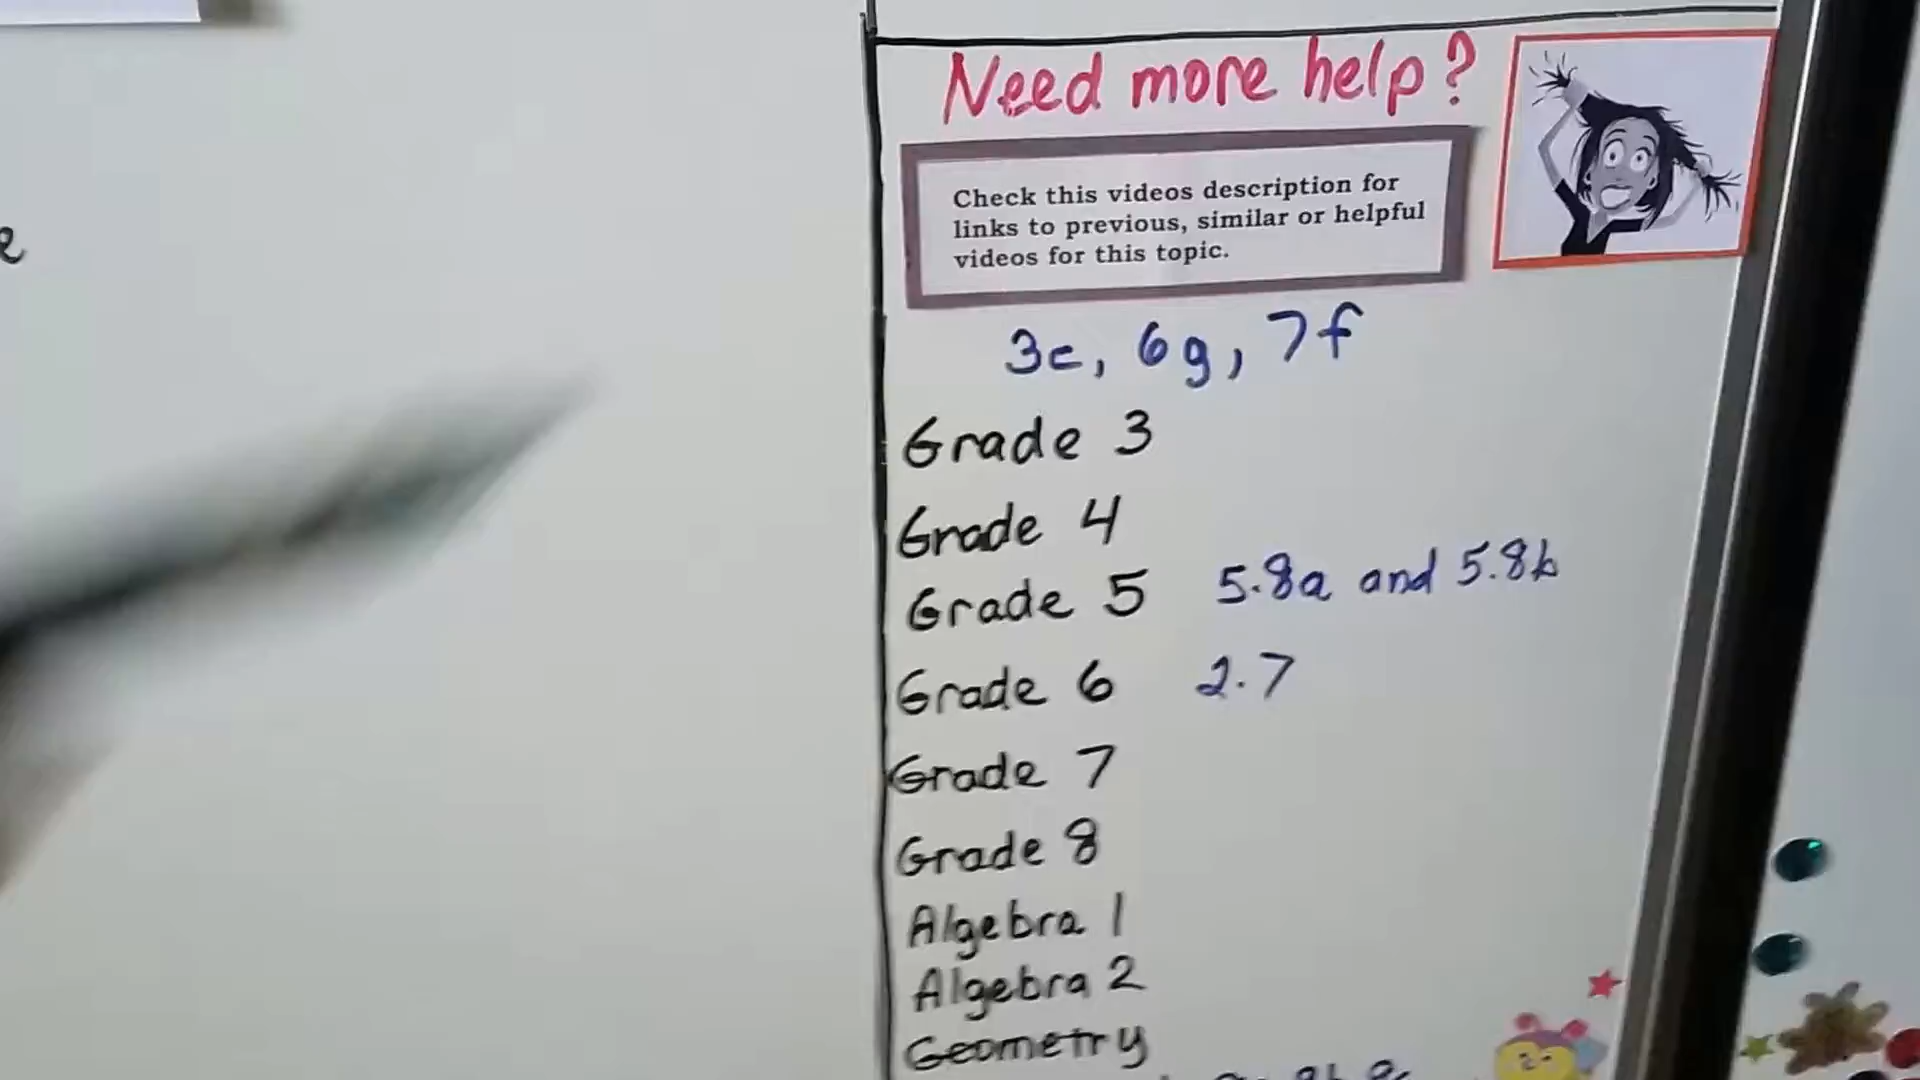 Need more help?
Check this videos description for
links to previous, similar or helpful
videos for this topic.
3c, 6g, 7f
Grade 3
Grade 4
Grade 5 5.8a and 5.8b
Grade 6 2.7
Grade 7
Grade 8
Algebra 1
Algebra 2
Geometry